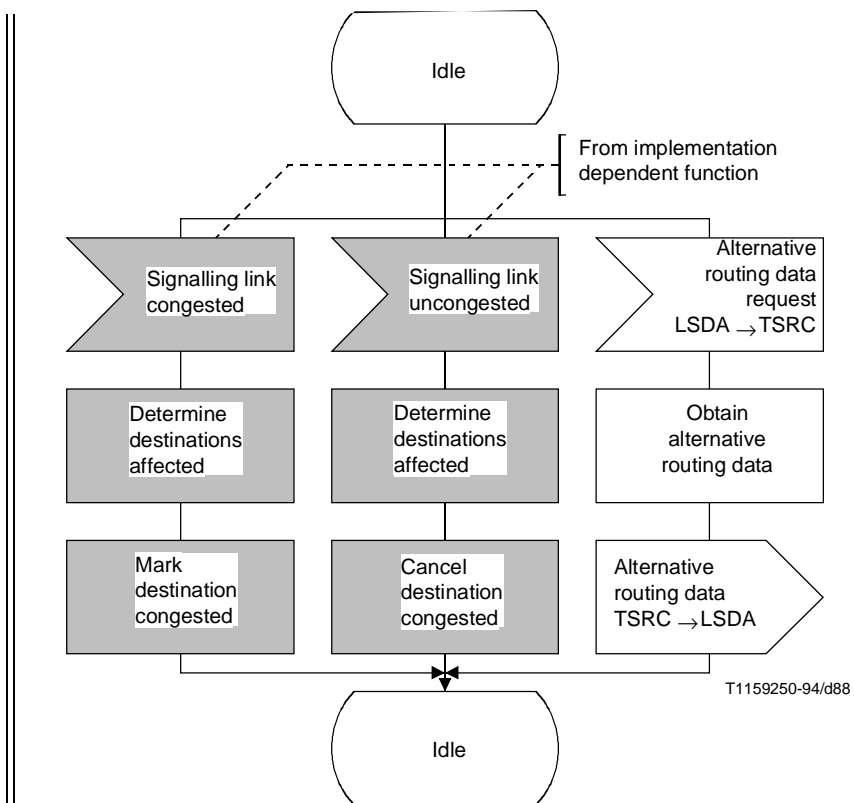 Idle
From implementation
dependent function
Signalling link
congested
Signalling link
uncongested
Alternative
routing data
request
LSDA → TSRC
Determine
destinations
affected
Determine
destinations
affected
Obtain
alternative
routing data
Mark
destination
congested
Cancel
destination
congested
Alternative
routing data
TSRC → LSDA
T1159250-94/d88
Idle